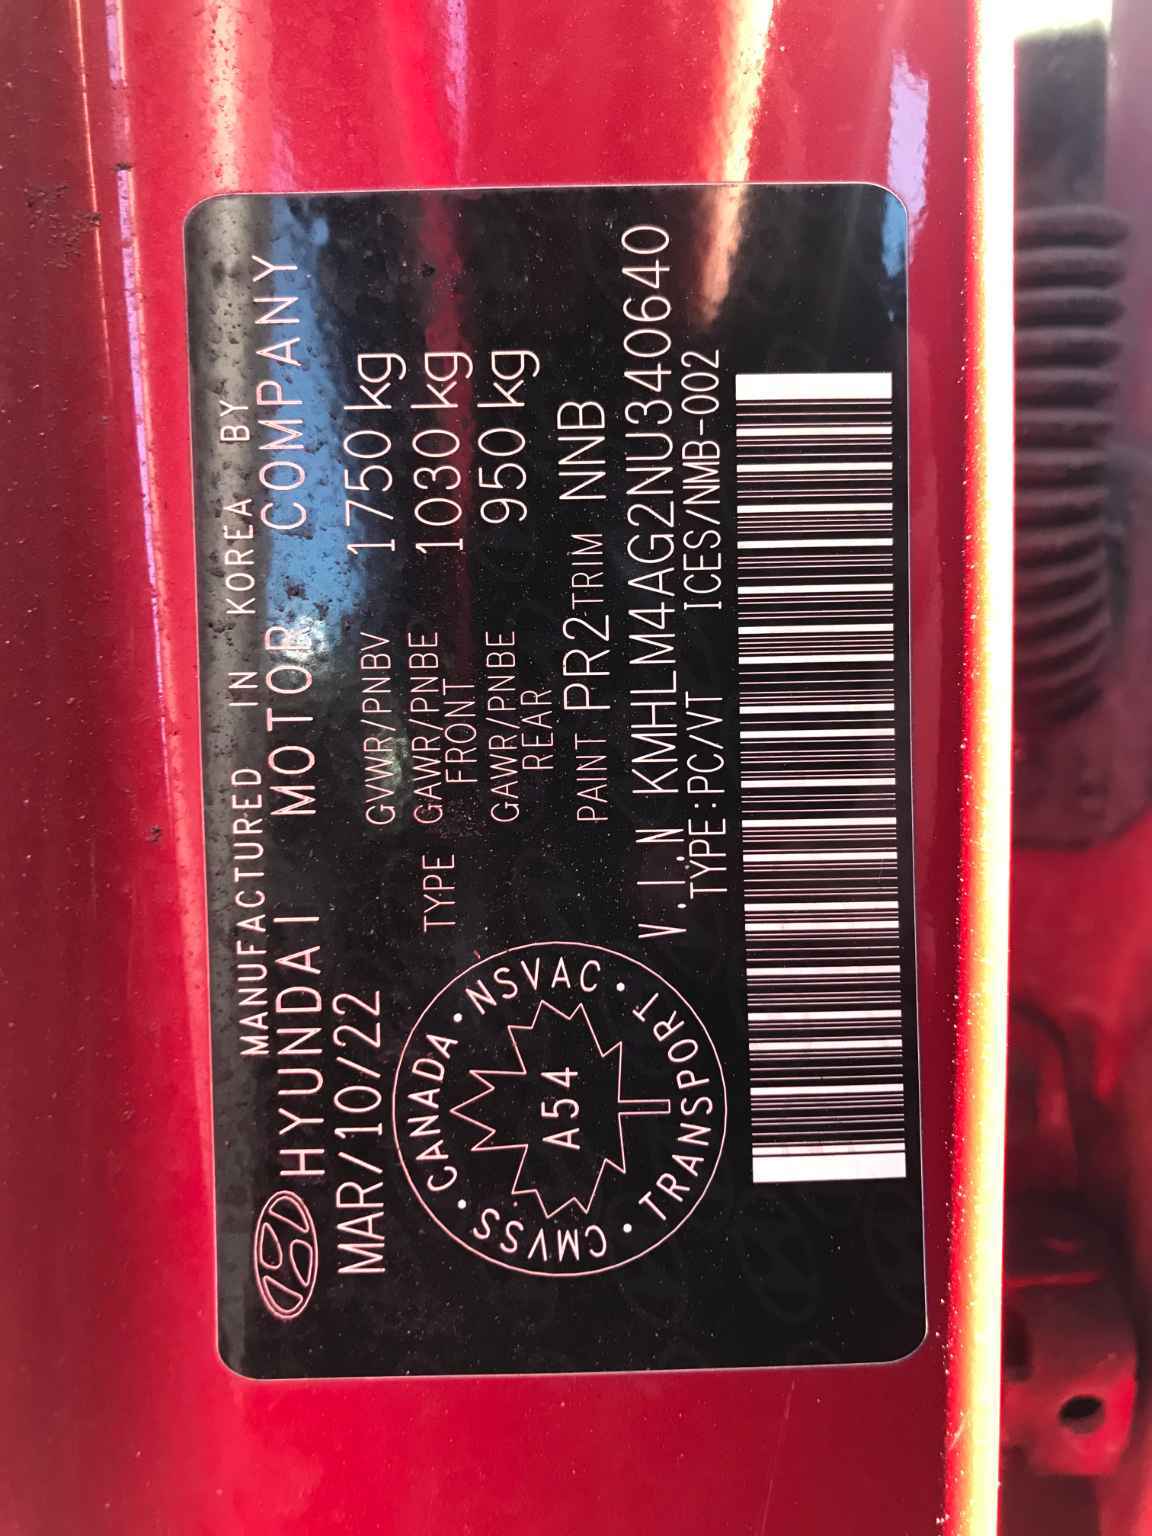 MANUFACTURED IN KOREA BY
HYUNDAI MOTOR COMPANY
MAR/10/22
GVWR/PNBV 1750 kg
TYPE GAWR/PNBE FRONT 1030 kg
GAWR/PNBE REAR 950 kg
PAINT PR2 TRIM NNB
V.I.N KMHLM4AG2NU340640
TYPE:PC/VT ICES/NMB-002
CMVSS · CANADA · NSVAC · TRANSPORT ·
A54